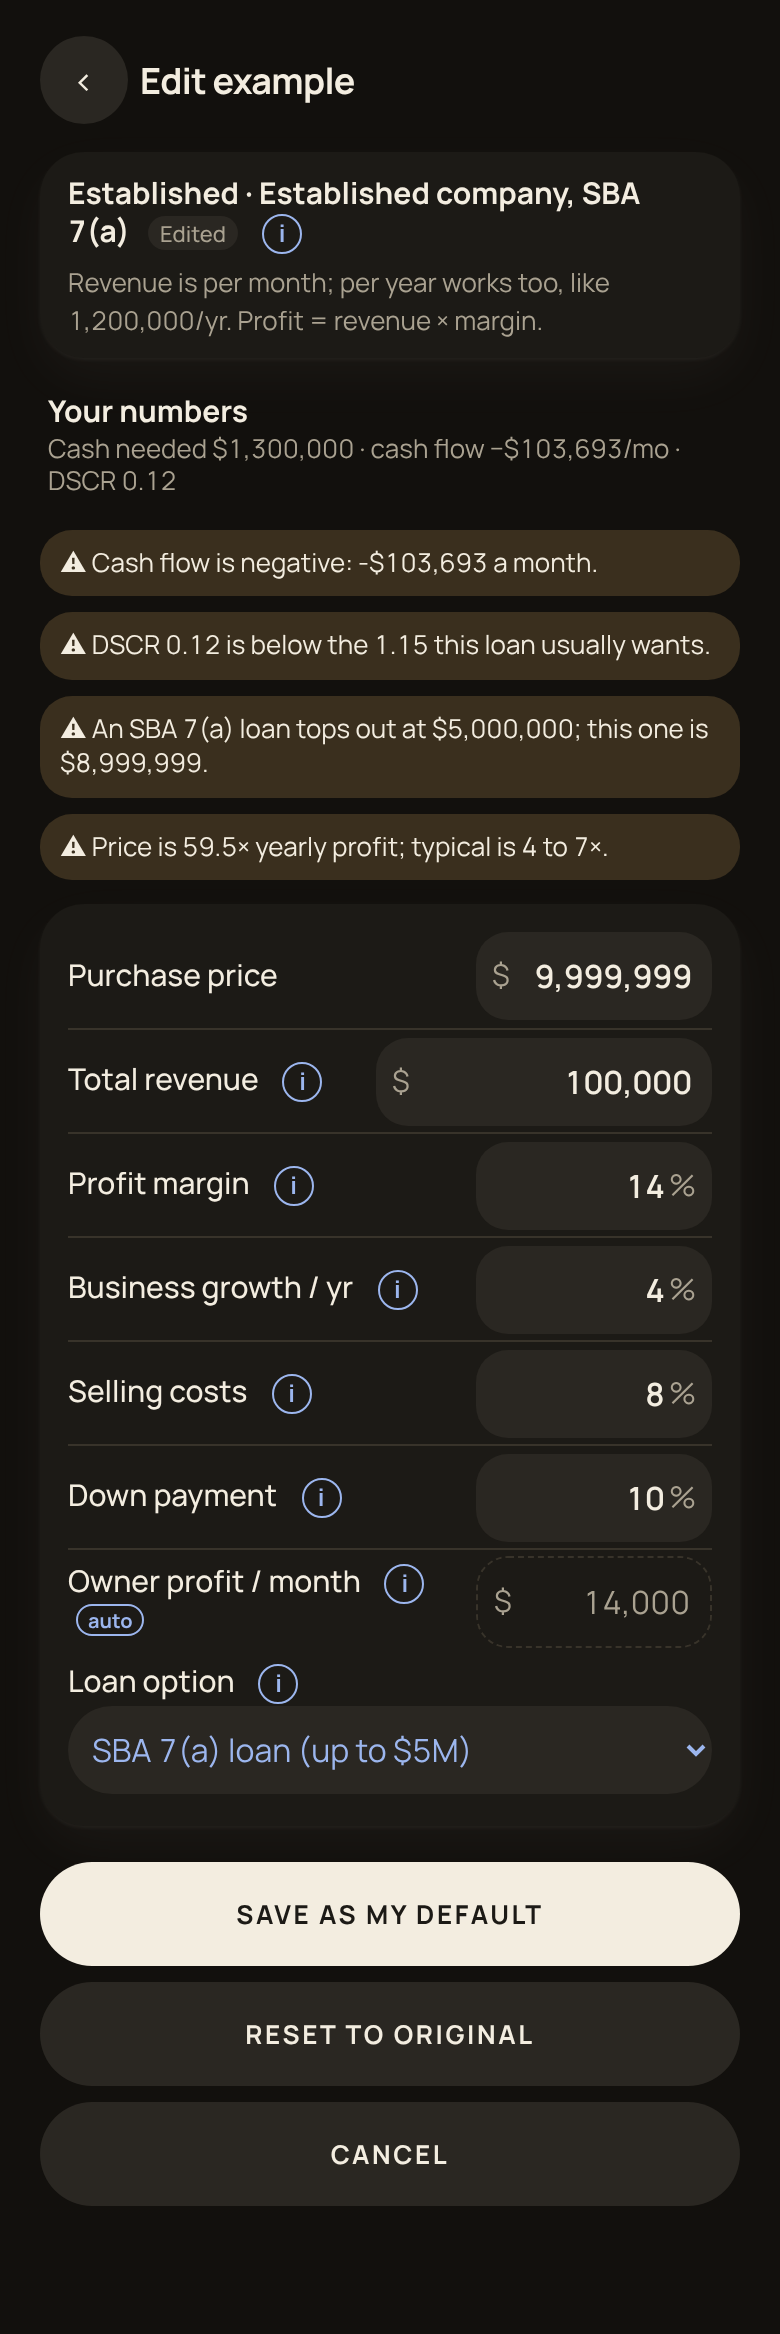 Edit example
Established · Established company, SBA
7(a) Edited i
Revenue is per month; per year works too, like
1,200,000/yr. Profit = revenue × margin.
Your numbers
Cash needed $1,300,000 · cash flow −$103,693/mo ·
DSCR 0.12
⚠ Cash flow is negative: -$103,693 a month.
⚠ DSCR 0.12 is below the 1.15 this loan usually wants.
⚠ An SBA 7(a) loan tops out at $5,000,000; this one is
$8,999,999.
⚠ Price is 59.5× yearly profit; typical is 4 to 7×.
Purchase price $ 9,999,999
Total revenue i $ 100,000
Profit margin i 14 %
Business growth / yr i 4 %
Selling costs i 8 %
Down payment i 10 %
Owner profit / month i $ 14,000
auto
Loan option i
SBA 7(a) loan (up to $5M)
SAVE AS MY DEFAULT
RESET TO ORIGINAL
CANCEL